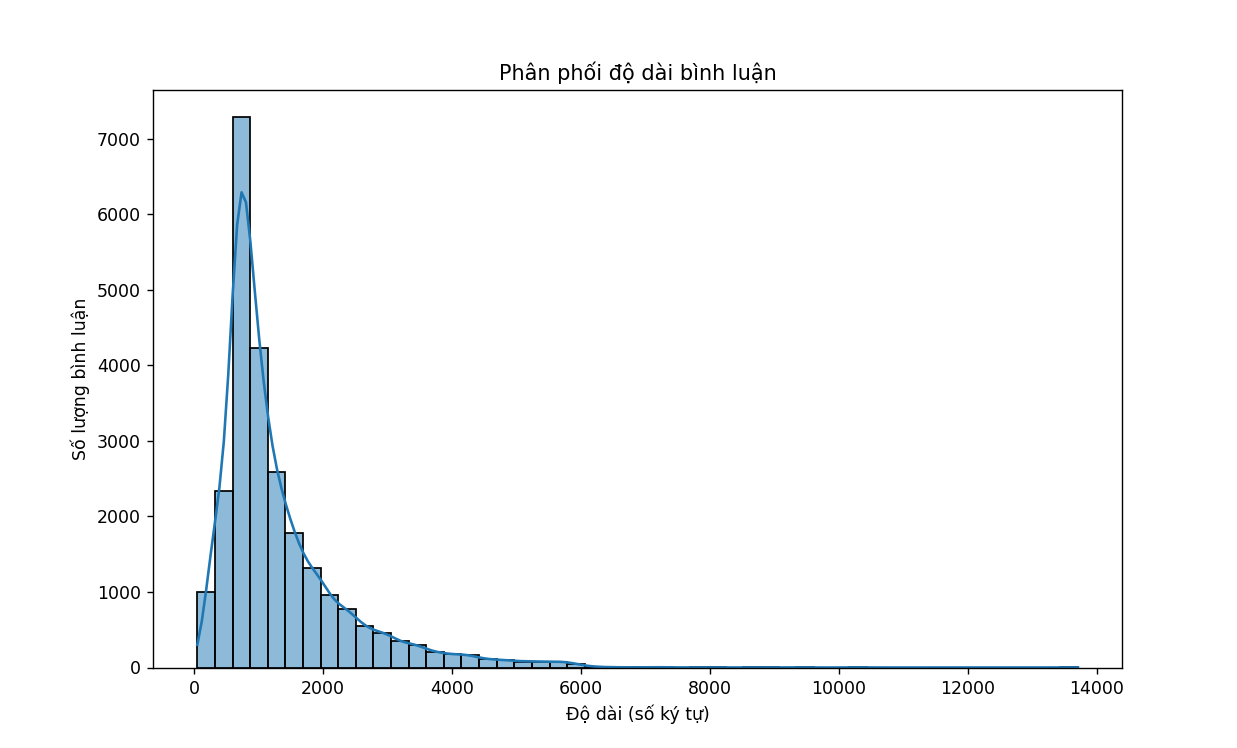 Phân phối độ dài bình luận
7000
6000
5000
4000
3000
2000
1000
0
Số lượng bình luận
0 2000 4000 6000 8000 10000 12000 14000
Độ dài (số ký tự)